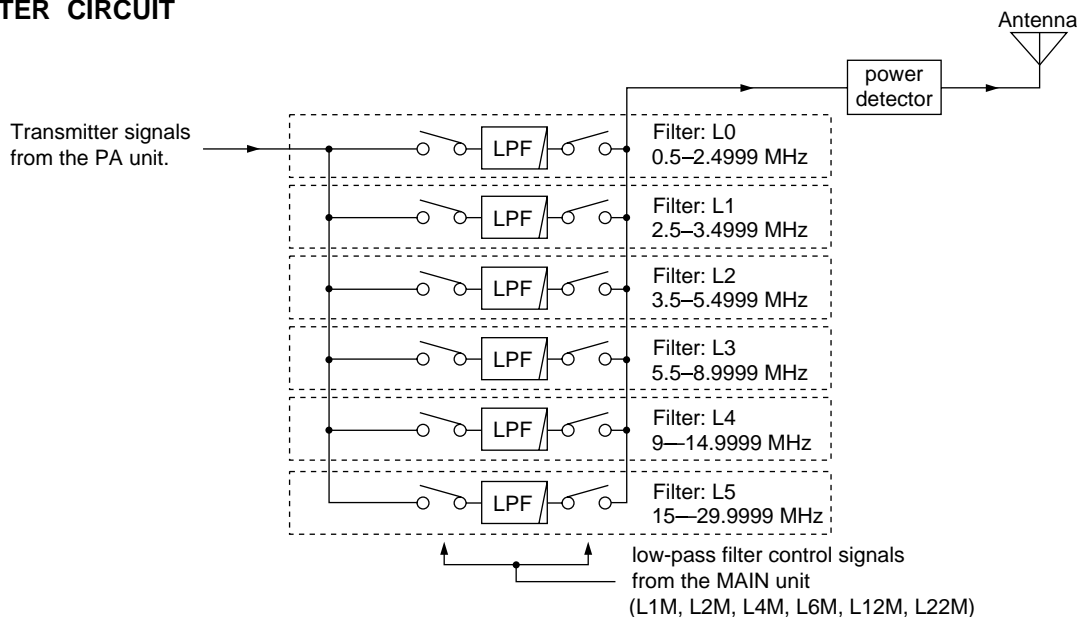 TER CIRCUIT
Antenna
power
detector
Transmitter signals
from the PA unit.
LPF
Filter: L0
0.5–2.4999 MHz
LPF
Filter: L1
2.5–3.4999 MHz
LPF
Filter: L2
3.5–5.4999 MHz
LPF
Filter: L3
5.5–8.9999 MHz
LPF
Filter: L4
9—14.9999 MHz
LPF
Filter: L5
15—29.9999 MHz
low-pass filter control signals
from the MAIN unit
(L1M, L2M, L4M, L6M, L12M, L22M)